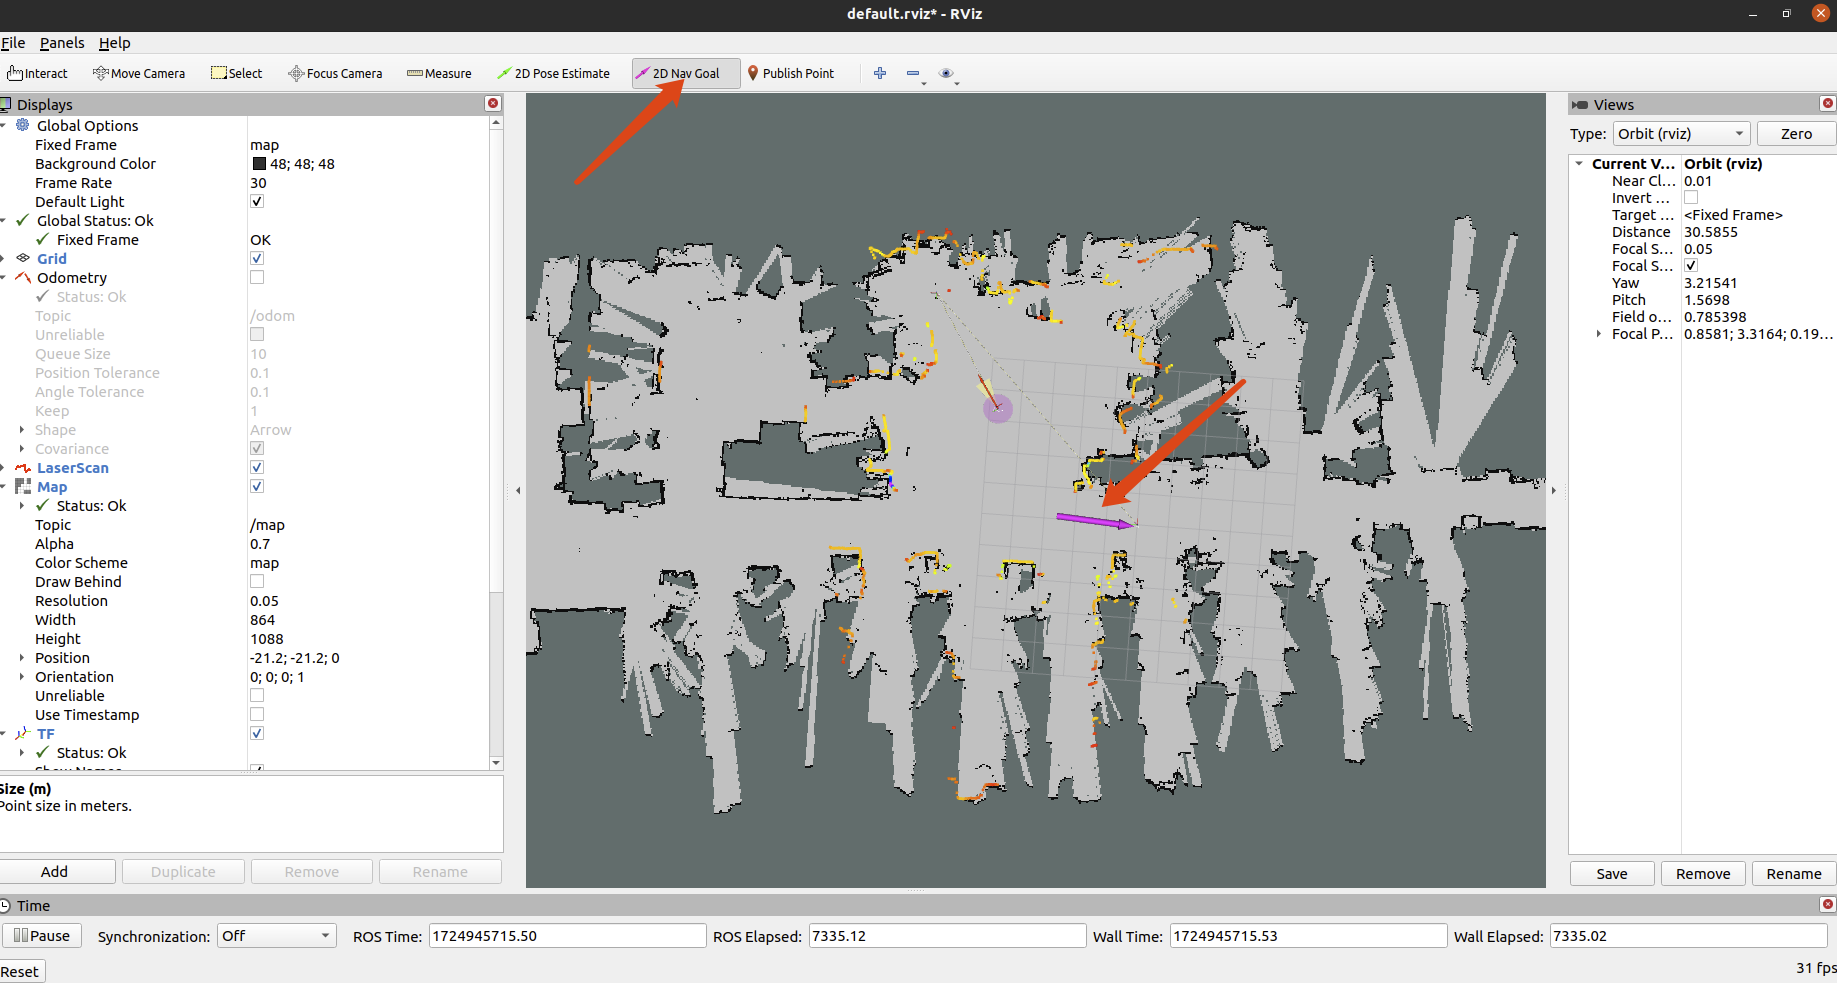 default.rviz* - RViz
File Panels Help
Interact Move Camera Select Focus Camera Measure 2D Pose Estimate 2D Nav Goal Publish Point
Displays
Global Options
Fixed Frame map
Background Color 48; 48; 48
Frame Rate 30
Default Light
Global Status: Ok
Fixed Frame OK
Grid
Odometry
Status: Ok
Topic /odom
Unreliable
Queue Size 10
Position Tolerance 0.1
Angle Tolerance 0.1
Keep 1
Shape Arrow
Covariance
LaserScan
Map
Status: Ok
Topic /map
Alpha 0.7
Color Scheme map
Draw Behind
Resolution 0.05
Width 864
Height 1088
Position -21.2; -21.2; 0
Orientation 0; 0; 0; 1
Unreliable
Use Timestamp
TF
Status: Ok
Size (m)
Point size in meters.
Add Duplicate Remove Rename
Views
Type: Orbit (rviz) Zero
Current V... Orbit (rviz)
Near Cl... 0.01
Invert ...
Target ... <Fixed Frame>
Distance 30.5855
Focal S... 0.05
Focal S...
Yaw 3.21541
Pitch 1.5698
Field o... 0.785398
Focal P... 0.8581; 3.3164; 0.19...
Save Remove Rename
Time
Pause Synchronization: Off ROS Time: 1724945715.50 ROS Elapsed: 7335.12 Wall Time: 1724945715.53 Wall Elapsed: 7335.02
Reset
31 fps